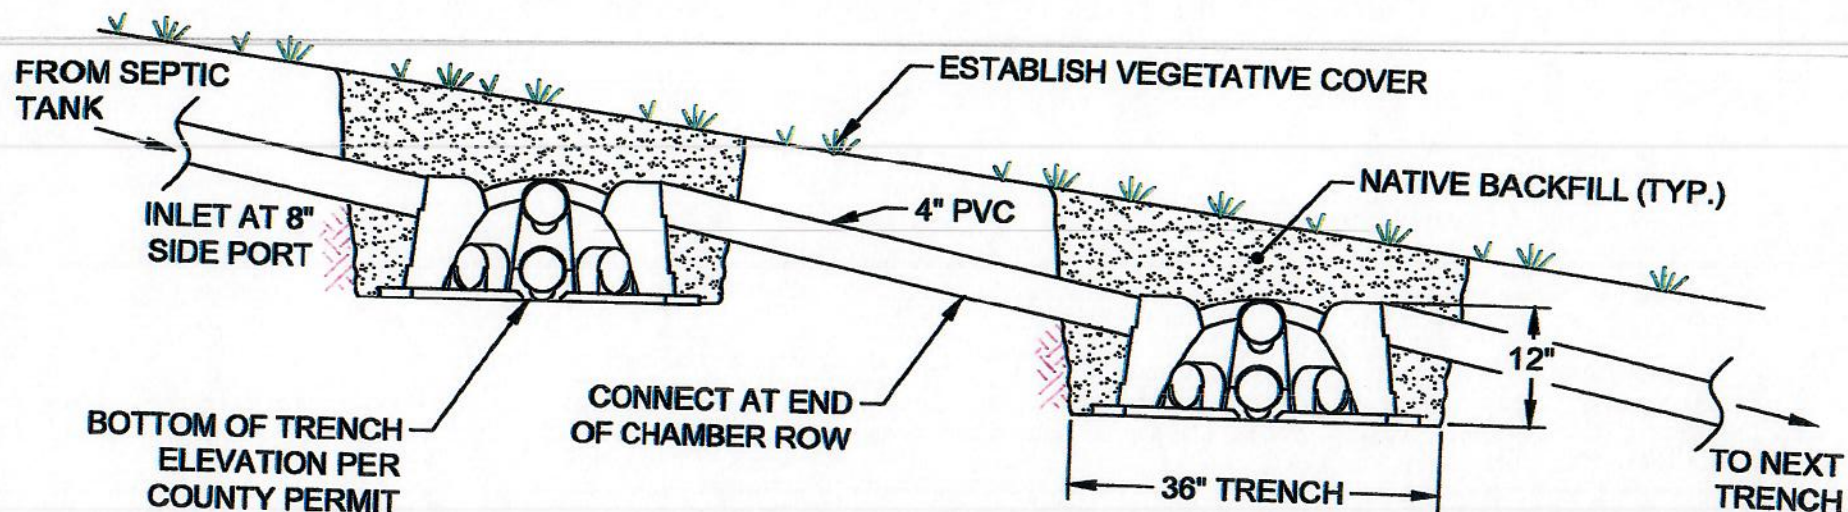 FROM SEPTIC
TANK
ESTABLISH VEGETATIVE COVER
NATIVE BACKFILL (TYP.)
INLET AT 8"
SIDE PORT
4" PVC
12"
CONNECT AT END
OF CHAMBER ROW
BOTTOM OF TRENCH
ELEVATION PER
COUNTY PERMIT
36" TRENCH
TO NEXT
TRENCH